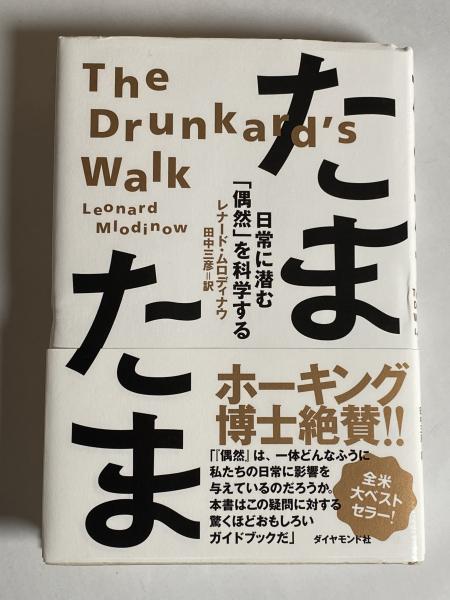 The
Drunkard's
Walk
Leonard
Mlodinow
たま
たま
日常に潜む
「偶然」を科学する
レナード・ムロディナウ
田中三彦=訳
ホーキング
博士絶賛!!
「『偶然』は、一体どんなふうに
私たちの日常に影響を
与えているのだろうか。
本書はこの疑問に対する
驚くほどおもしろい
ガイドブックだ」
全米
大ベスト
セラー!
ダイヤモンド社